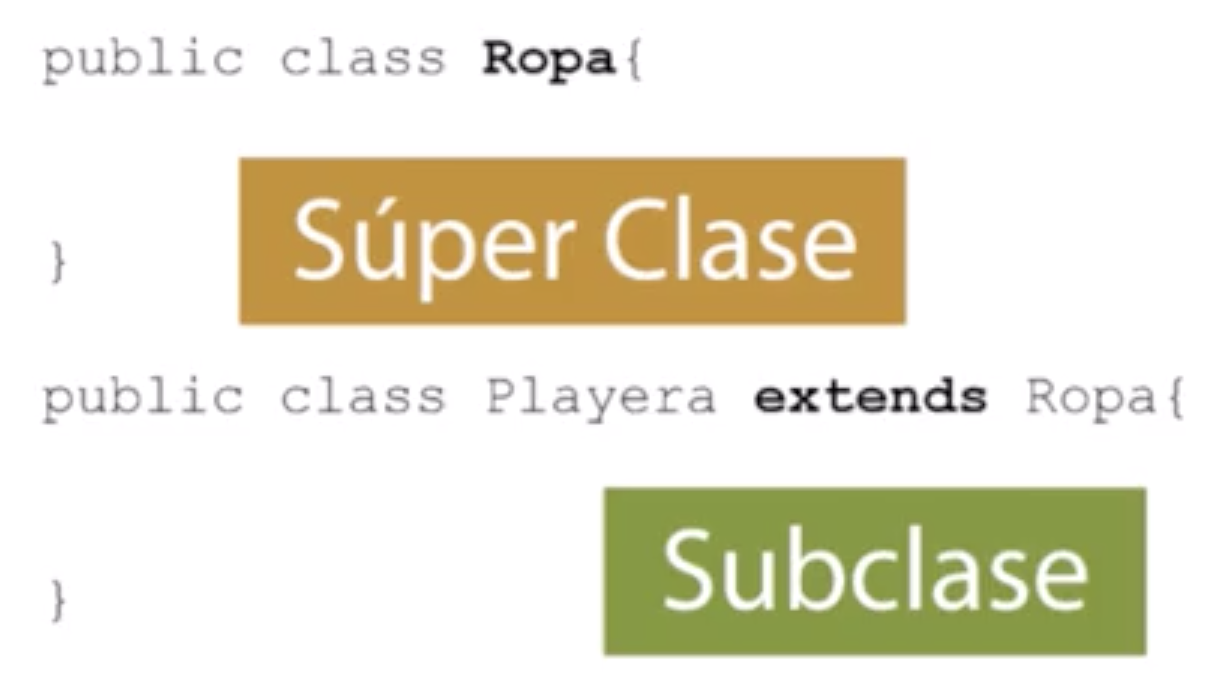 public class Ropa{
Súper Clase
}
public class Playera extends Ropa{
Subclase
}